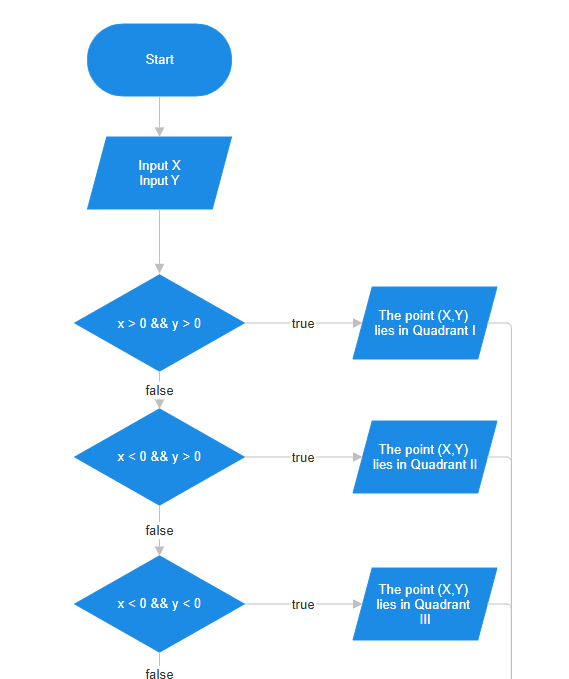 Start
Input X
Input Y
x > 0 && y > 0
true
The point (X,Y)
lies in Quadrant I
false
x < 0 && y > 0
true
The point (X,Y)
lies in Quadrant II
false
x < 0 && y < 0
true
The point (X,Y)
lies in Quadrant
III
false